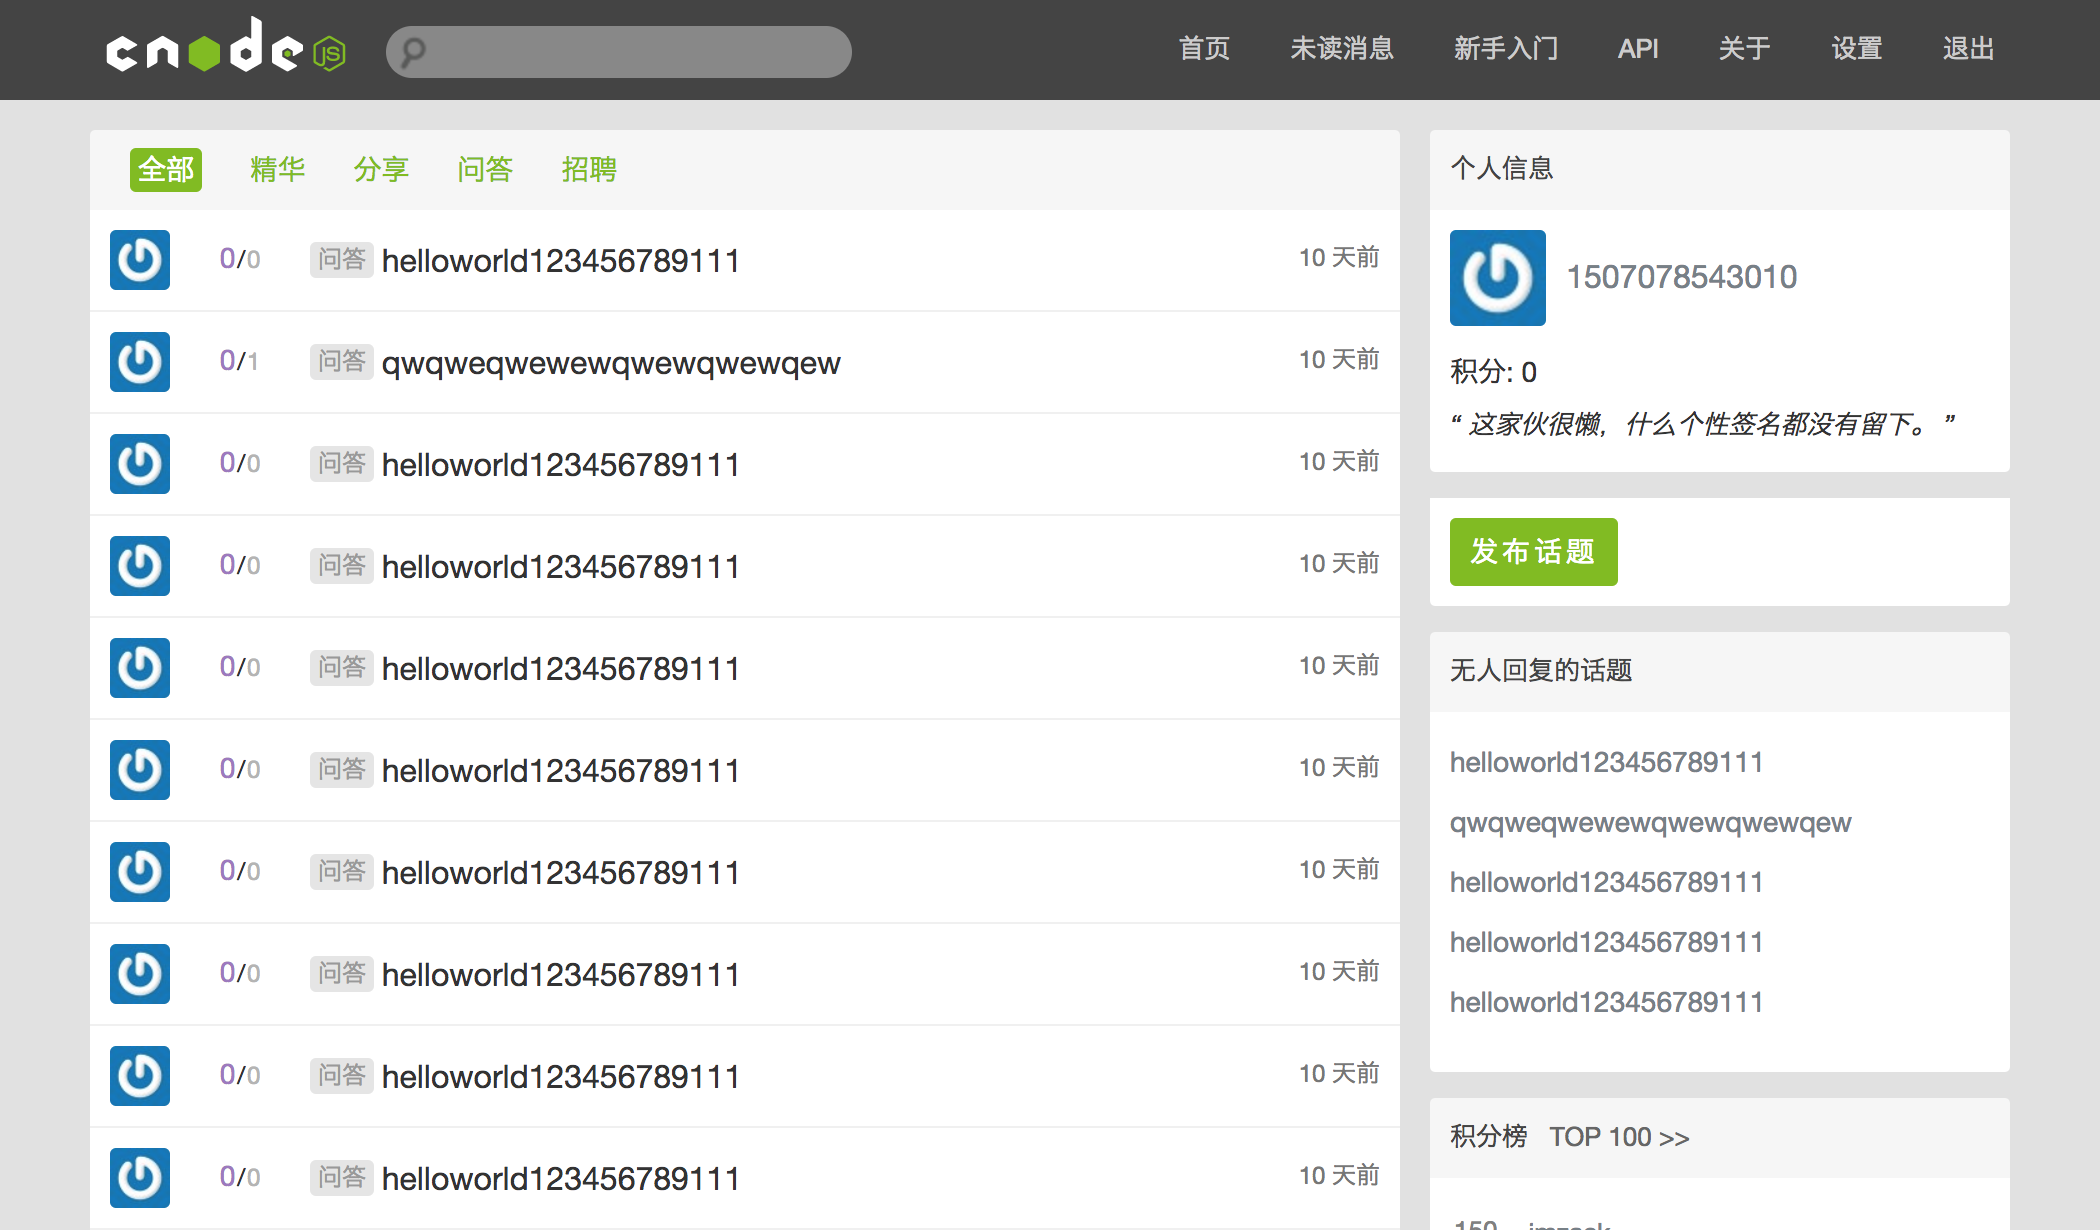 cnode JS
首页 未读消息 新手入门 API 关于 设置 退出
全部 精华 分享 问答 招聘
0/0 问答 helloworld123456789111 10 天前
0/1 问答 qwqweqwewewqwewqwewqew 10 天前
0/0 问答 helloworld123456789111 10 天前
0/0 问答 helloworld123456789111 10 天前
0/0 问答 helloworld123456789111 10 天前
0/0 问答 helloworld123456789111 10 天前
0/0 问答 helloworld123456789111 10 天前
0/0 问答 helloworld123456789111 10 天前
0/0 问答 helloworld123456789111 10 天前
0/0 问答 helloworld123456789111 10 天前
个人信息
1507078543010
积分: 0
“ 这家伙很懒，什么个性签名都没有留下。 ”
发布话题
无人回复的话题
helloworld123456789111
qwqweqwewewqwewqwewqew
helloworld123456789111
helloworld123456789111
helloworld123456789111
积分榜 TOP 100 >>
150